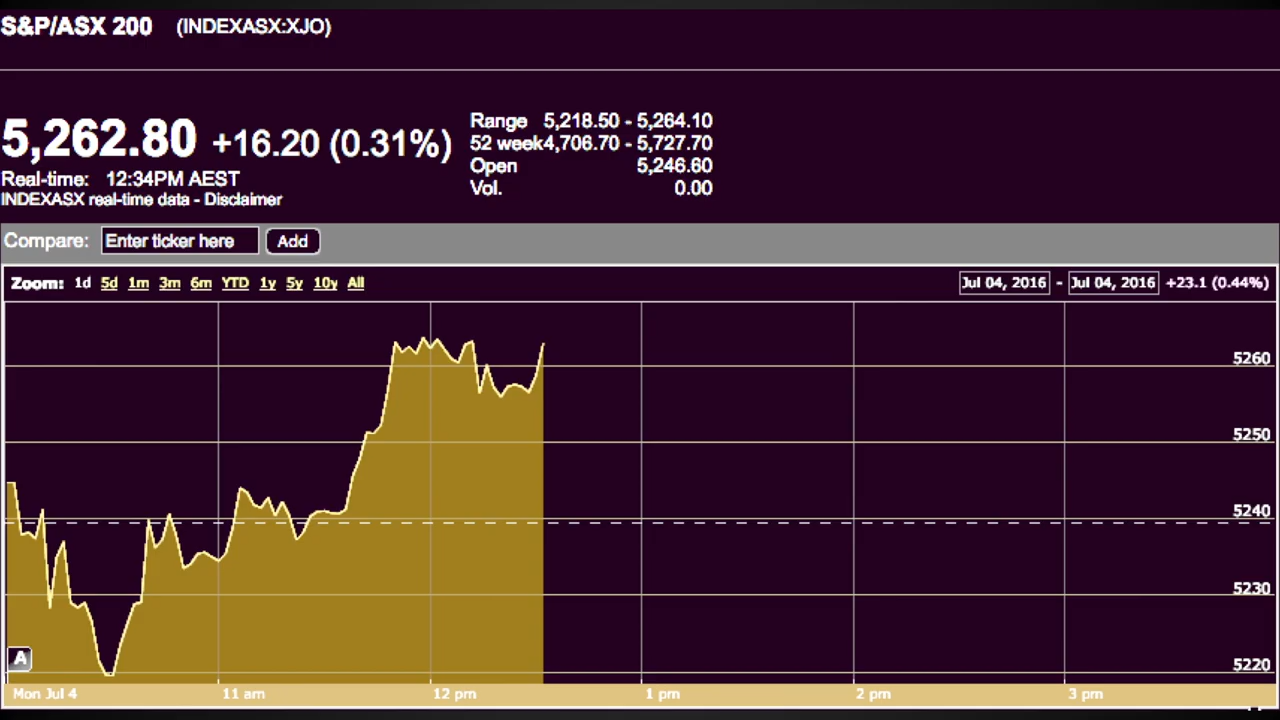 S&P/ASX 200 (INDEXASX:XJO)
5,262.80 +16.20 (0.31%)
Real-time: 12:34PM AEST
INDEXASX real-time data - Disclaimer
Range 5,218.50 - 5,264.10
52 week4,706.70 - 5,727.70
Open 5,246.60
Vol. 0.00
Compare: Enter ticker here Add
Zoom: 1d 5d 1m 3m 6m YTD 1y 5y 10y All Jul 04, 2016 - Jul 04, 2016 +23.1 (0.44%)
5260
5250
5240
5230
5220
A
Mon Jul 4 11 am 12 pm 1 pm 2 pm 3 pm